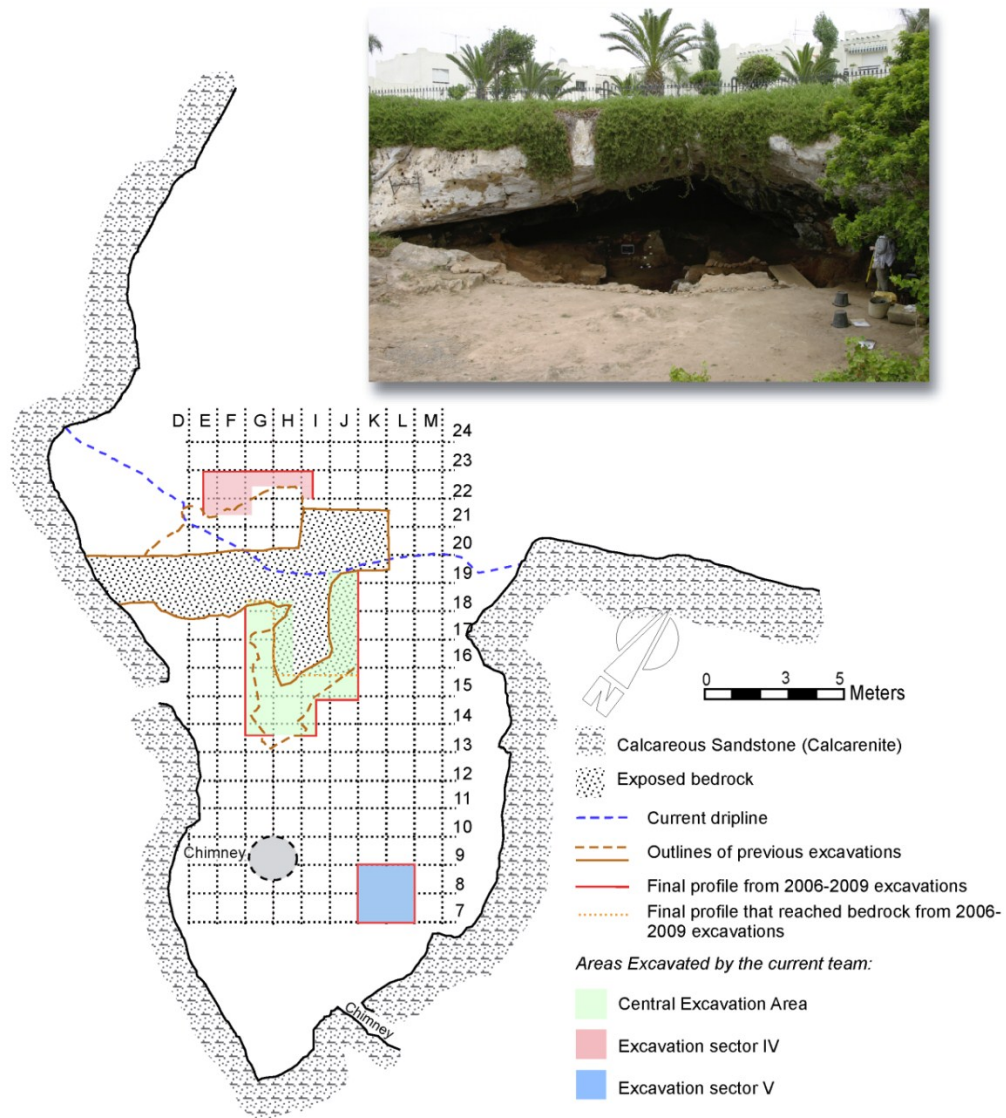 D E F G H I J K L M
24
23
22
21
20
19
18
17
16
15
14
13
12
11
10
9
8
7
Chimney
Chimney
N
0 3 5
Meters
Calcareous Sandstone (Calcarenite)
Exposed bedrock
Current dripline
Outlines of previous excavations
Final profile from 2006-2009 excavations
Final profile that reached bedrock from 2006-
2009 excavations
Areas Excavated by the current team:
Central Excavation Area
Excavation sector IV
Excavation sector V